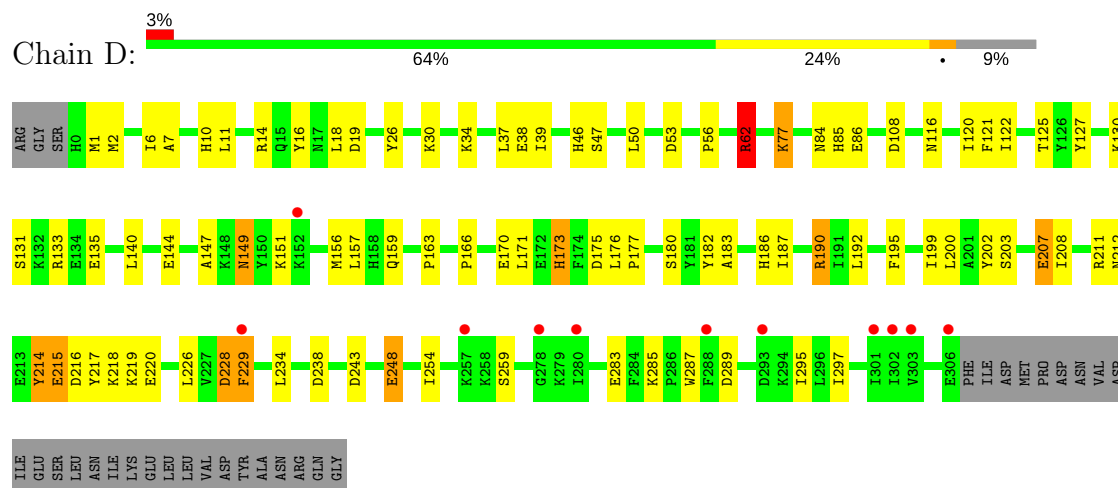 3%
Chain D:
64% 24% • 9%
ARG GLY SER H0 M1 M2 I6 A7 H10 L11 R14 Q15 Y16 N17 L18 D19 Y26 K30 K34 L37 E38 I39 H46 S47 L50 D53 P56 R62 K77 N84 H85 E86 D108 N116 I120 F121 I122 T125 Y126 Y127 K130
S131 K132 R133 E134 E135 L140 E144 A147 K148 N149 Y150 K151 K152 M156 L157 H158 Q159 P163 P166 E170 L171 E172 H173 F174 D175 L176 P177 S180 Y181 Y182 A183 H186 I187 R190 I191 L192 F195 I199 L200 A201 Y202 S203 E207 I208 R211 N212
E213 Y214 E215 D216 Y217 K218 K219 E220 L226 V227 D228 F229 L234 D238 D243 E248 I254 K257 K258 S259 G278 K279 I280 E283 F284 K285 P286 W287 F288 D289 D293 K294 I295 L296 I297 I301 I302 V303 E306 PHE ILE ASP MET PRO ASP ASN VAL ASP
ILE GLU SER LEU ASN ILE LYS GLU LEU LEU VAL ASP TYR ALA ASN ARG GLN GLY